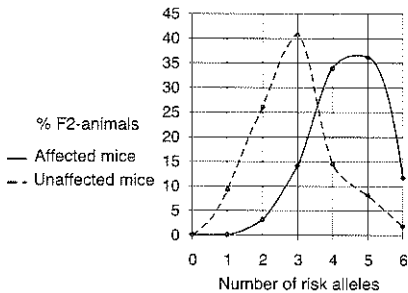 45
40
35
30
25
20
15
10
5
0
% F2-animals
Affected mice
Unaffected mice
0 1 2 3 4 5 6
Number of risk alleles